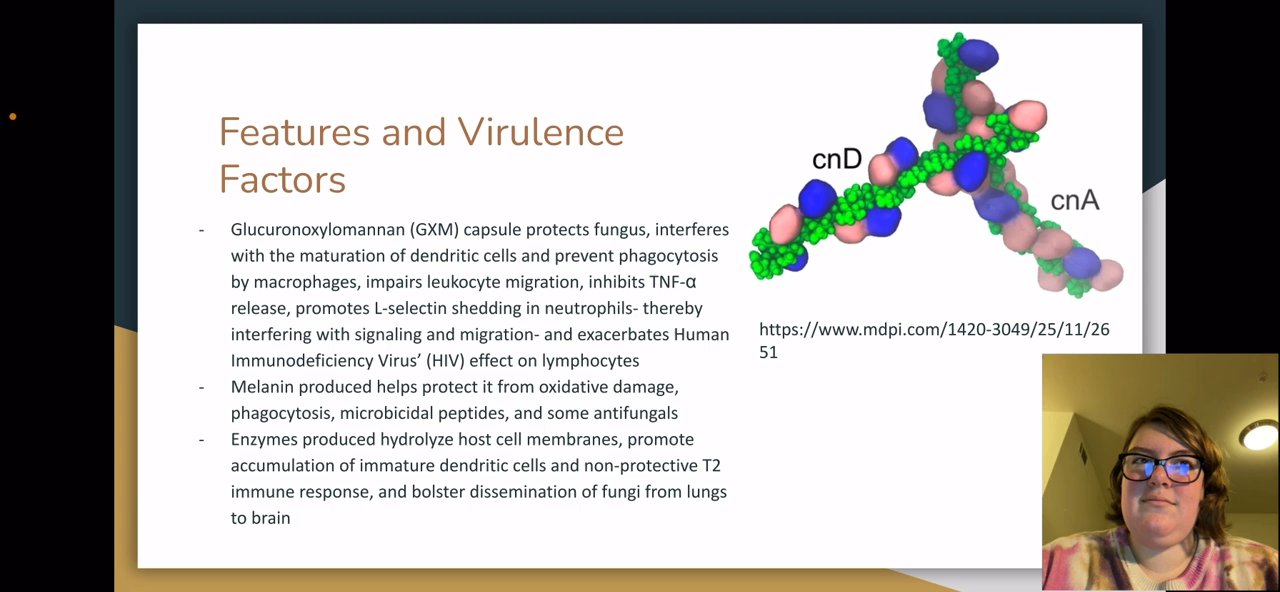 Features and Virulence
Factors
- Glucuronoxylomannan (GXM) capsule protects fungus, interferes
with the maturation of dendritic cells and prevent phagocytosis
by macrophages, impairs leukocyte migration, inhibits TNF-α
release, promotes L-selectin shedding in neutrophils- thereby
interfering with signaling and migration- and exacerbates Human
Immunodeficiency Virus’ (HIV) effect on lymphocytes
- Melanin produced helps protect it from oxidative damage,
phagocytosis, microbicidal peptides, and some antifungals
- Enzymes produced hydrolyze host cell membranes, promote
accumulation of immature dendritic cells and non-protective T2
immune response, and bolster dissemination of fungi from lungs
to brain
cnD
cnA
https://www.mdpi.com/1420-3049/25/11/26
51